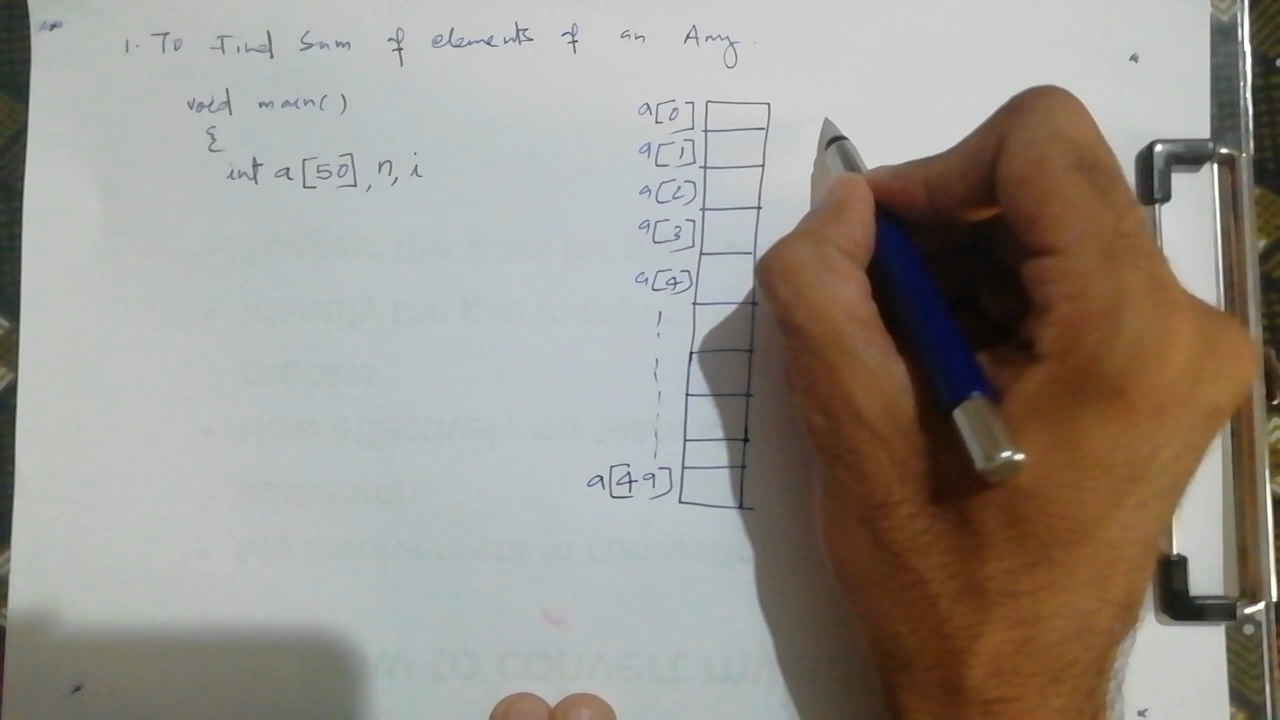 1. To Find Sum of elements of an Array.
void main()
{
int a[50], n, i
a[0]
a[1]
a[2]
a[3]
a[4]
a[49]